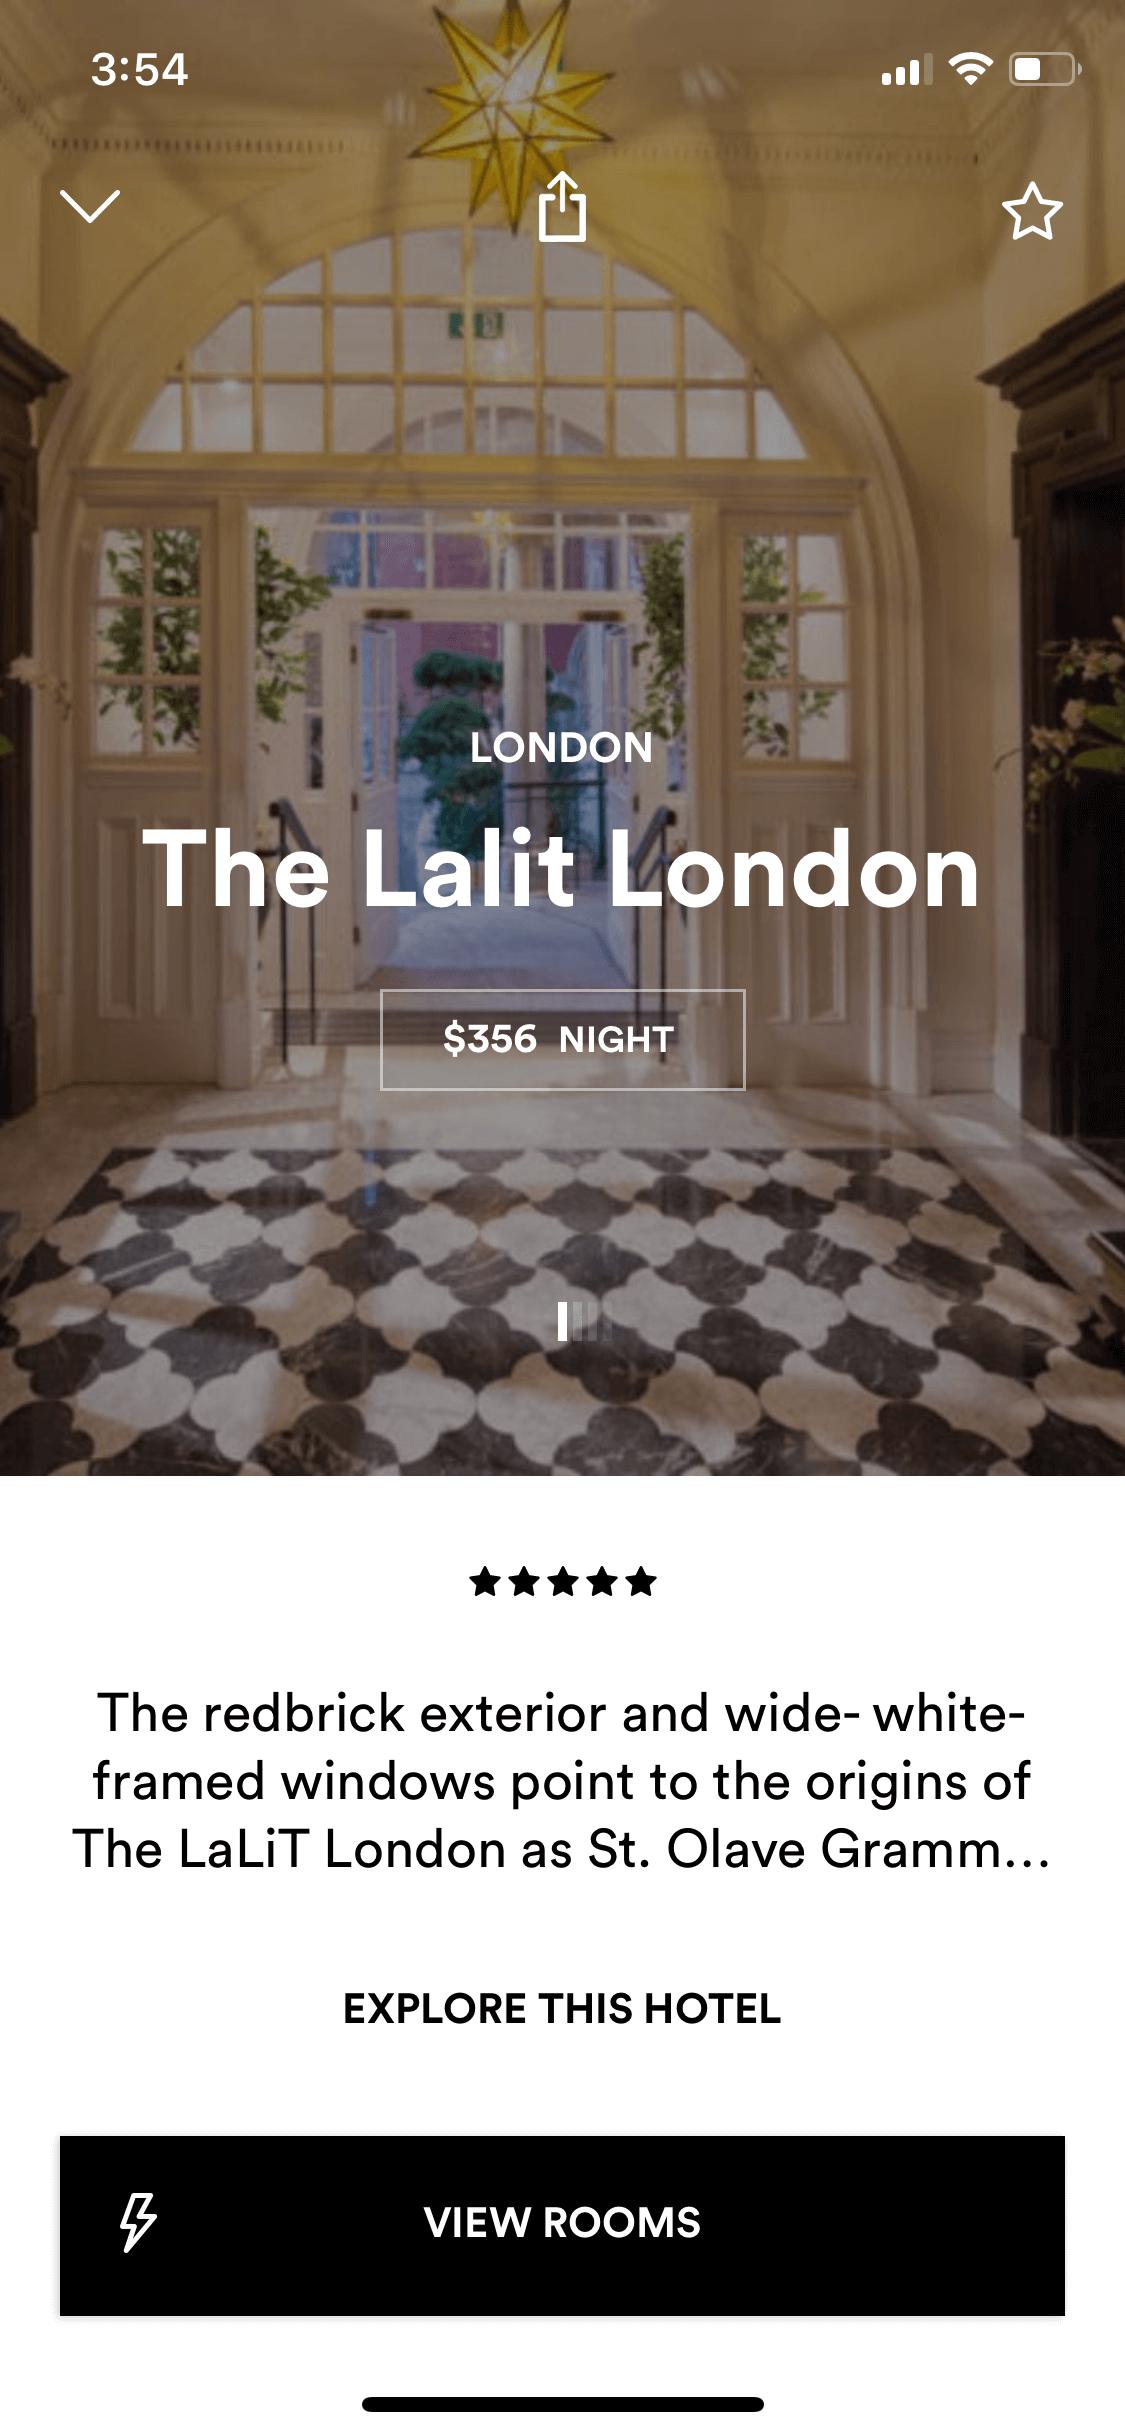 3:54
LONDON
The Lalit London
$356 NIGHT
The redbrick exterior and wide- white-
framed windows point to the origins of
The LaLiT London as St. Olave Gramm...
EXPLORE THIS HOTEL
VIEW ROOMS